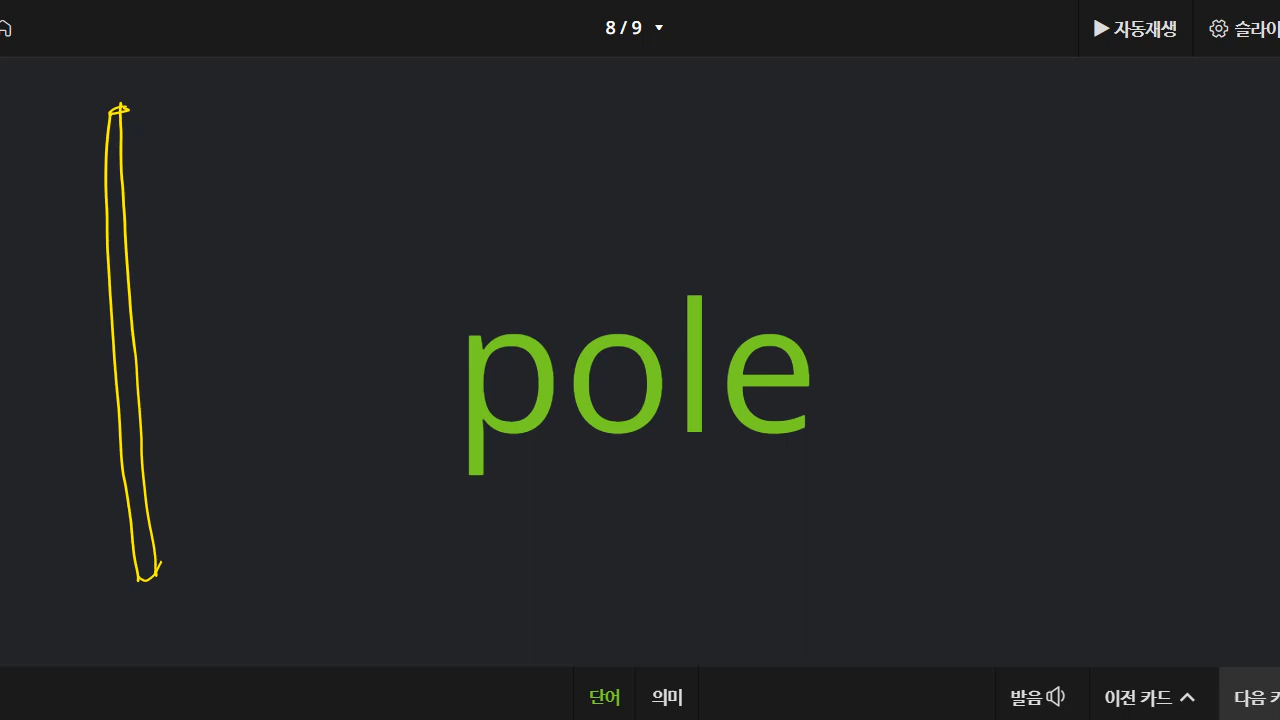 8 / 9
▶ 자동재생
슬라이
pole
단어
의미
발음
이전 카드
다음 카